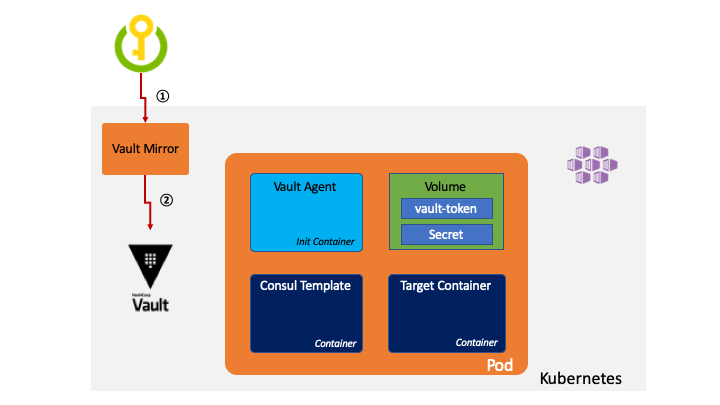 ①
Vault Mirror
②
HashiCorp
Vault
Vault Agent
Init Container
Volume
vault-token
Secret
Consul Template
Container
Target Container
Container
Pod
Kubernetes